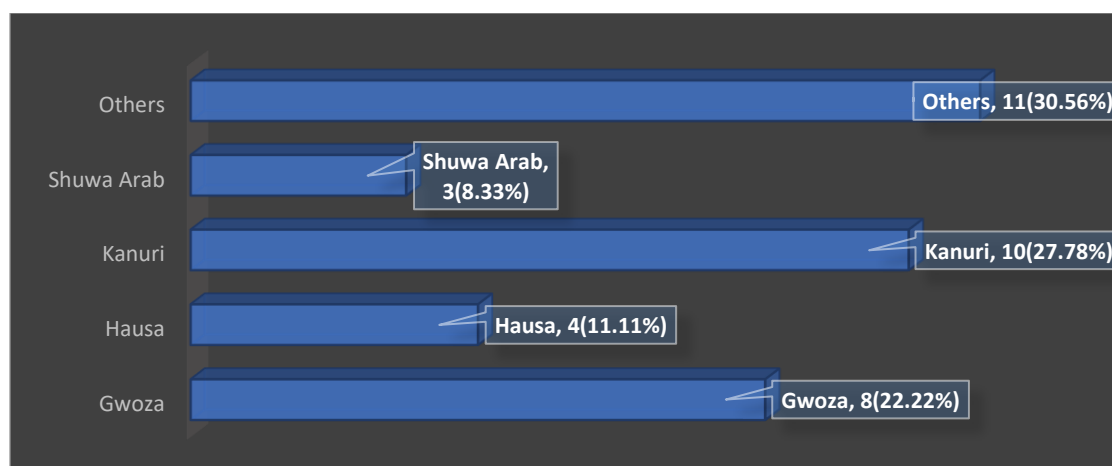 Others
Others, 11(30.56%)
Shuwa Arab
Shuwa Arab,
3(8.33%)
Kanuri
Kanuri, 10(27.78%)
Hausa
Hausa, 4(11.11%)
Gwoza
Gwoza, 8(22.22%)